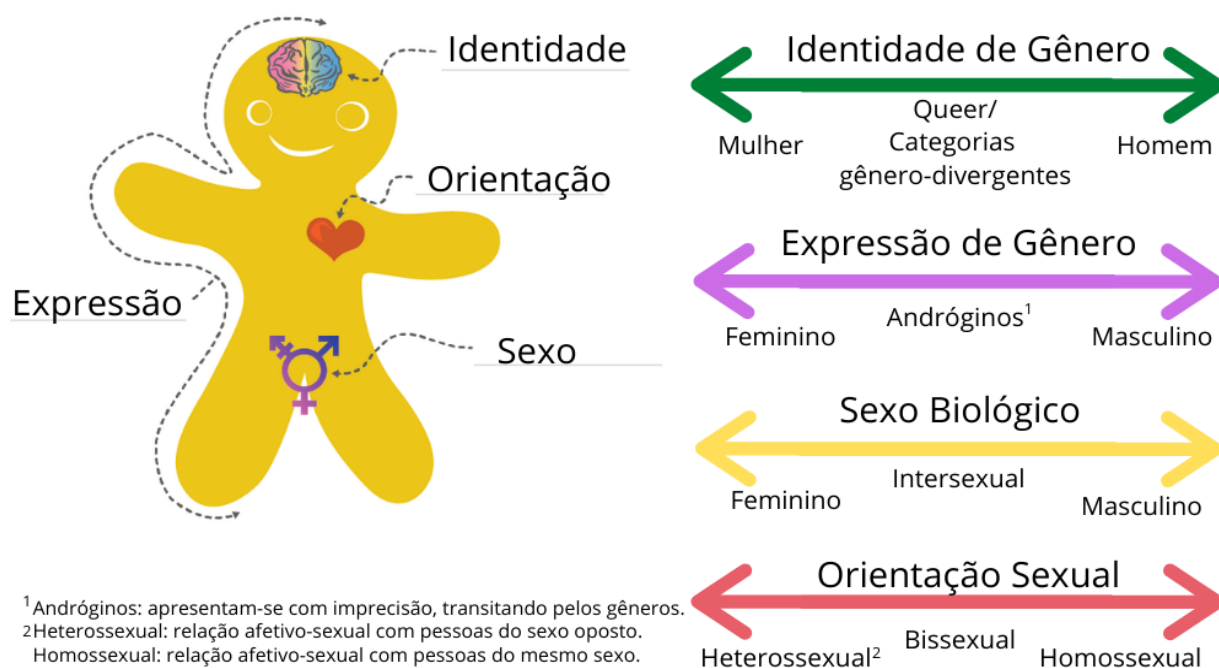 Identidade
Orientação
Expressão
Sexo
Identidade de Gênero
Mulher
Queer/
Categorias
gênero-divergentes
Homem
Expressão de Gênero
Feminino
Andróginos¹
Masculino
Sexo Biológico
Feminino
Intersexual
Masculino
Orientação Sexual
Heterossexual²
Bissexual
Homossexual
¹Andróginos: apresentam-se com imprecisão, transitando pelos gêneros.
²Heterossexual: relação afetivo-sexual com pessoas do sexo oposto.
Homossexual: relação afetivo-sexual com pessoas do mesmo sexo.